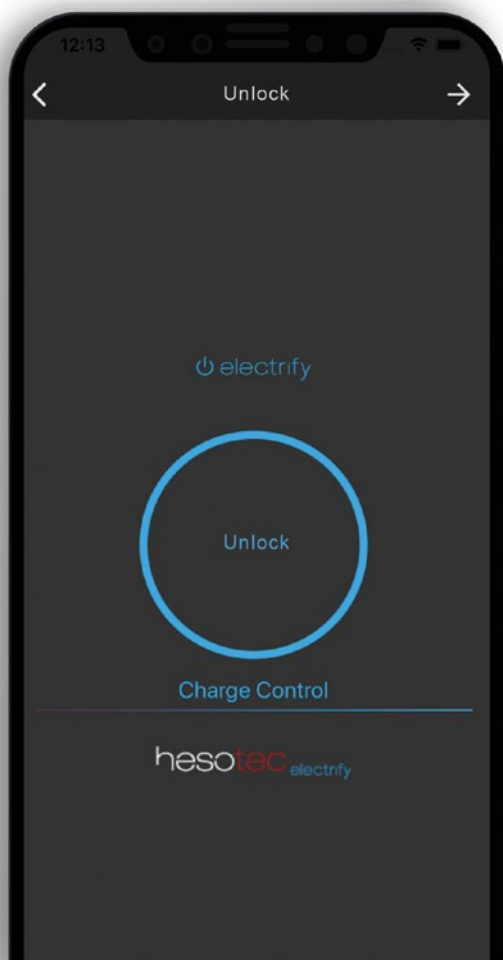 12:13
Unlock
electrify
Unlock
Charge Control
hesotec electrify